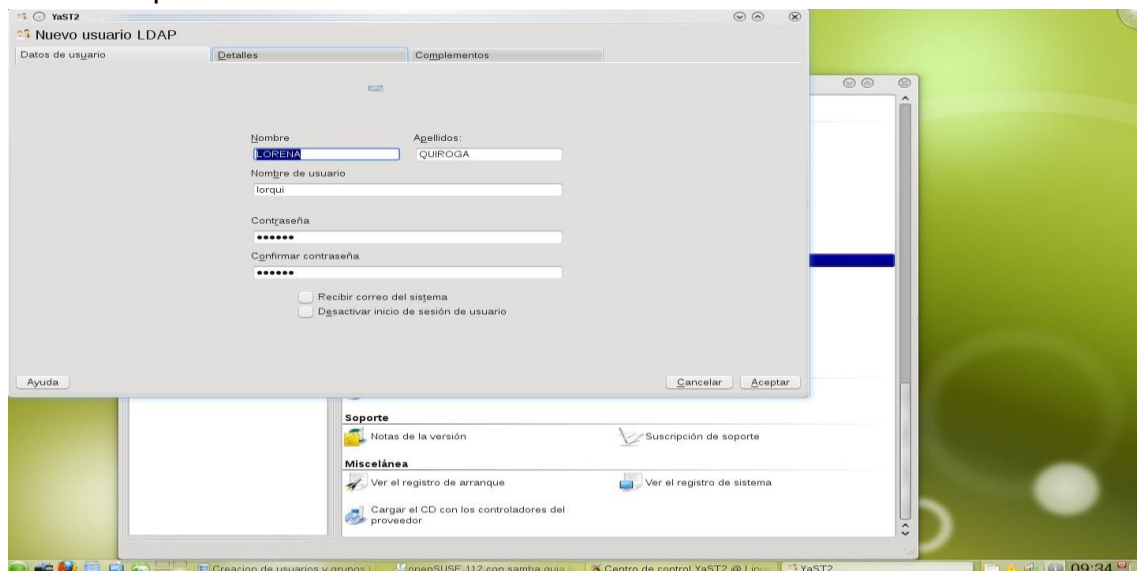 YaST2
Nuevo usuario LDAP
Datos de usuario
Detalles
Complementos
Nombre
Apellidos:
LORENA
QUIROGA
Nombre de usuario
lorqui
Contraseña
●●●●●●
Confirmar contraseña
●●●●●●
Recibir correo del sistema
Desactivar inicio de sesión de usuario
Ayuda
Cancelar
Aceptar
Soporte
Notas de la versión
Suscripción de soporte
Miscelánea
Ver el registro de arranque
Ver el registro de sistema
Cargar el CD con los controladores del
proveedor
Creacion de usuarios y grupos
openSUSE 112 con samba guia
Centro de control YaST2 @ Linu
YaST2
09:34